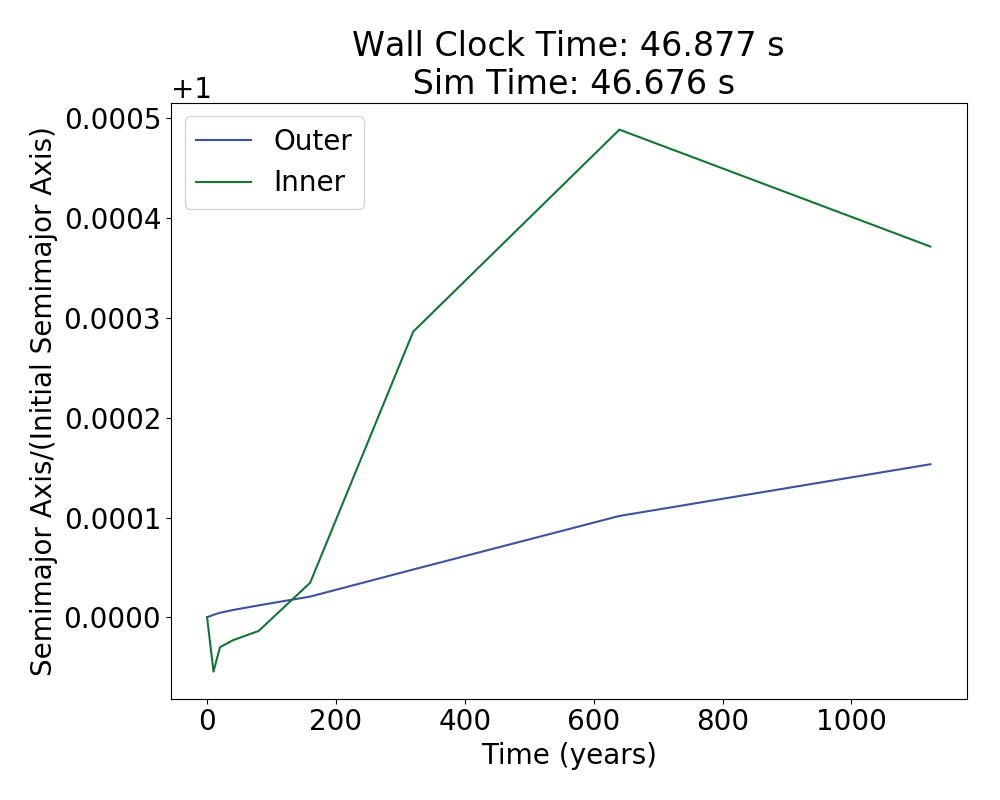 Wall Clock Time: 46.877 s
Sim Time: 46.676 s
+1
0.0005
0.0004
0.0003
0.0002
0.0001
0.0000
Semimajor Axis/(Initial Semimajor Axis)
Outer
Inner
0 200 400 600 800 1000
Time (years)